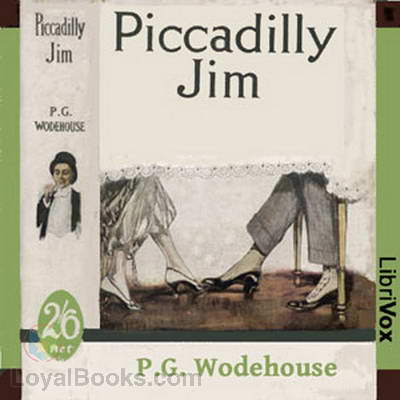 Piccadilly
Jim
P.G.
WODEHOUSE
2/6
net
Piccadilly
Jim
P.G. Wodehouse
LibriVox
LoyalBooks.com